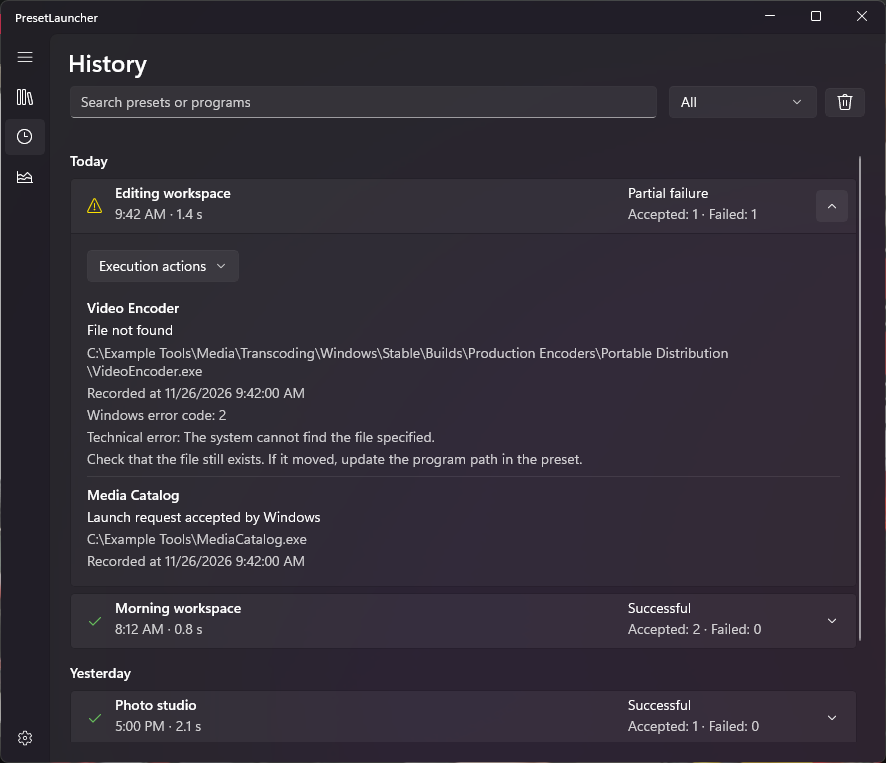 PresetLauncher
History
Search presets or programs
All
Today
Editing workspace
9:42 AM · 1.4 s
Partial failure
Accepted: 1 · Failed: 1
Execution actions
Video Encoder
File not found
C:\Example Tools\Media\Transcoding\Windows\Stable\Builds\Production Encoders\Portable Distribution
\VideoEncoder.exe
Recorded at 11/26/2026 9:42:00 AM
Windows error code: 2
Technical error: The system cannot find the file specified.
Check that the file still exists. If it moved, update the program path in the preset.
Media Catalog
Launch request accepted by Windows
C:\Example Tools\MediaCatalog.exe
Recorded at 11/26/2026 9:42:00 AM
Morning workspace
8:12 AM · 0.8 s
Successful
Accepted: 2 · Failed: 0
Yesterday
Photo studio
5:00 PM · 2.1 s
Successful
Accepted: 1 · Failed: 0